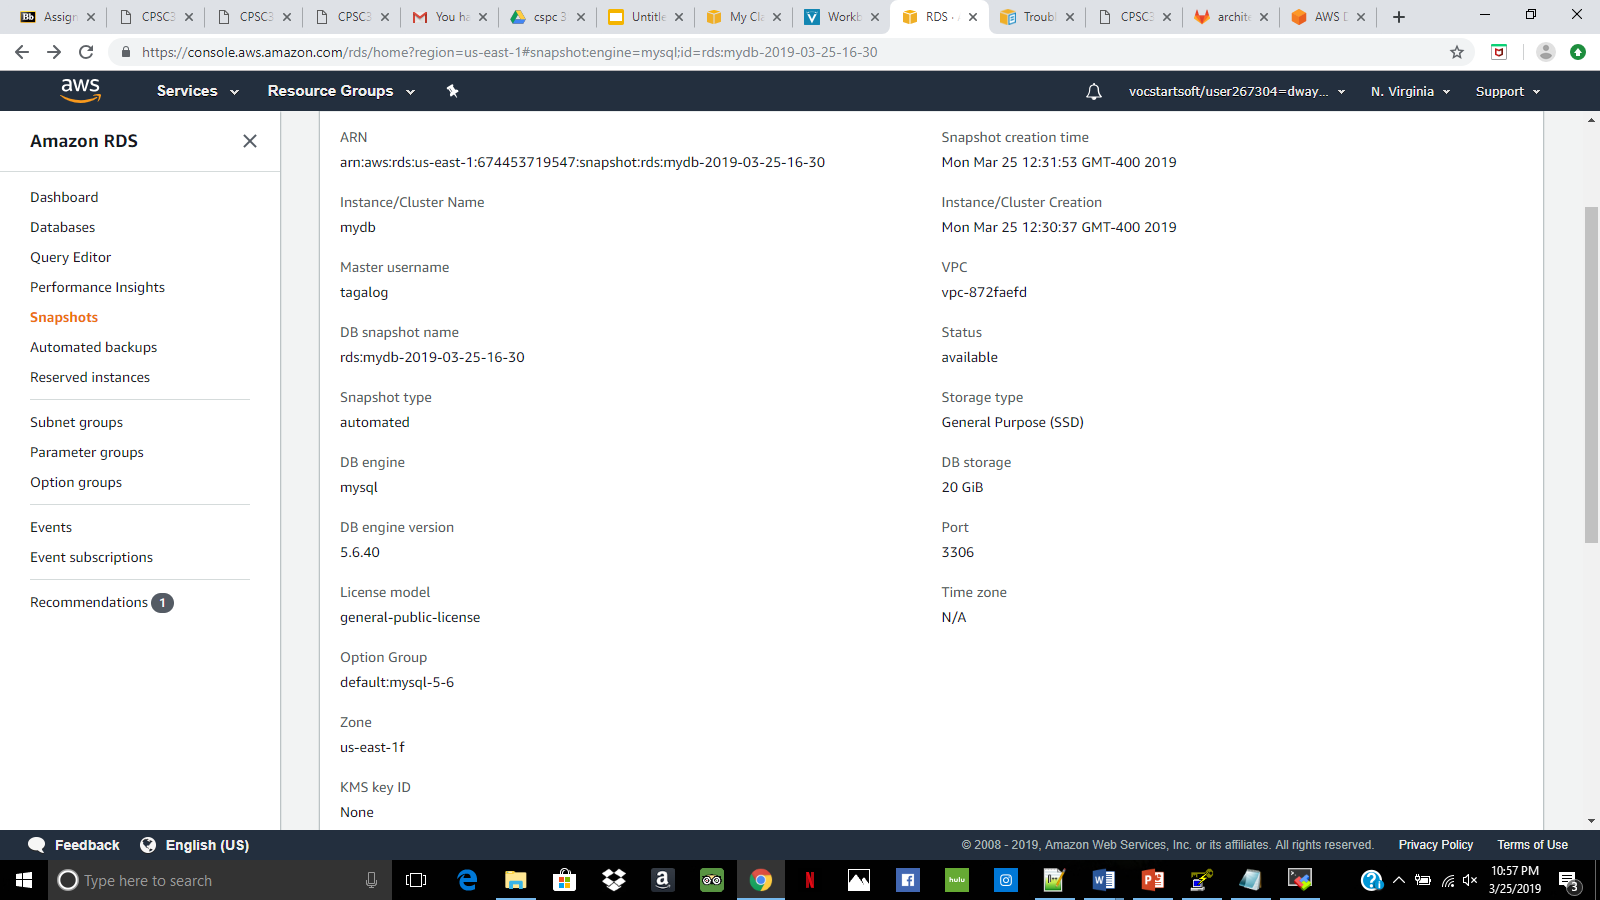 Bb Assign
CPSC3
CPSC3
CPSC3
You ha
cspc 3
Untitle
My Cla
V Workb
RDS ·
Troubl
CPSC3
archite
AWS D
https://console.aws.amazon.com/rds/home?region=us-east-1#snapshot:engine=mysql;id=rds:mydb-2019-03-25-16-30
aws
Services
Resource Groups
vocstartsoft/user267304=dway...
N. Virginia
Support
Amazon RDS
Dashboard
Databases
Query Editor
Performance Insights
Snapshots
Automated backups
Reserved instances
Subnet groups
Parameter groups
Option groups
Events
Event subscriptions
Recommendations 1
ARN
arn:aws:rds:us-east-1:674453719547:snapshot:rds:mydb-2019-03-25-16-30
Instance/Cluster Name
mydb
Master username
tagalog
DB snapshot name
rds:mydb-2019-03-25-16-30
Snapshot type
automated
DB engine
mysql
DB engine version
5.6.40
License model
general-public-license
Option Group
default:mysql-5-6
Zone
us-east-1f
KMS key ID
None
Snapshot creation time
Mon Mar 25 12:31:53 GMT-400 2019
Instance/Cluster Creation
Mon Mar 25 12:30:37 GMT-400 2019
VPC
vpc-872faefd
Status
available
Storage type
General Purpose (SSD)
DB storage
20 GiB
Port
3306
Time zone
N/A
Feedback
English (US)
© 2008 - 2019, Amazon Web Services, Inc. or its affiliates. All rights reserved.
Privacy Policy
Terms of Use
Type here to search
hulu
10:57 PM
3/25/2019
3